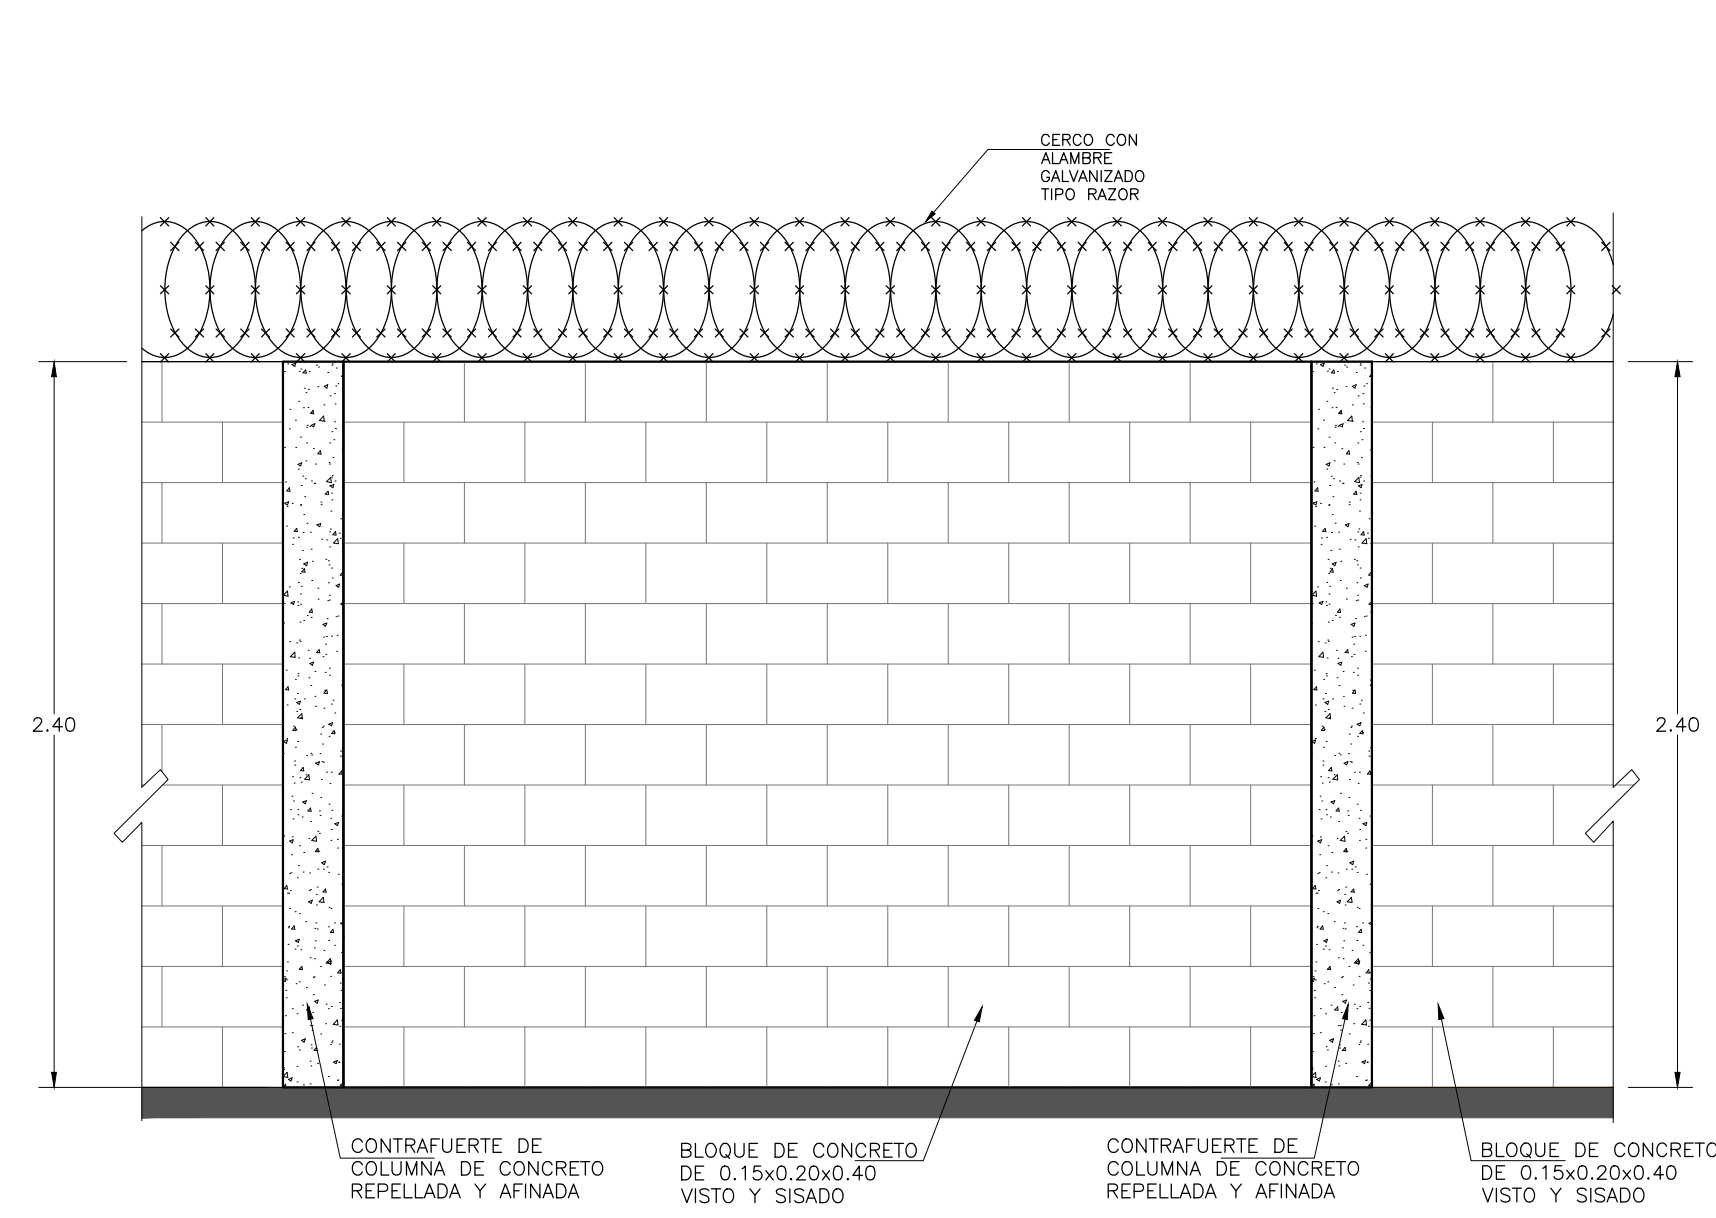 CERCO CON
ALAMBRE
GALVANIZADO
TIPO RAZOR
2.40
2.40
CONTRAFUERTE DE
COLUMNA DE CONCRETO
REPELLADA Y AFINADA
BLOQUE DE CONCRETO
DE 0.15x0.20x0.40
VISTO Y SISADO
CONTRAFUERTE DE
COLUMNA DE CONCRETO
REPELLADA Y AFINADA
BLOQUE DE CONCRETO
DE 0.15x0.20x0.40
VISTO Y SISADO